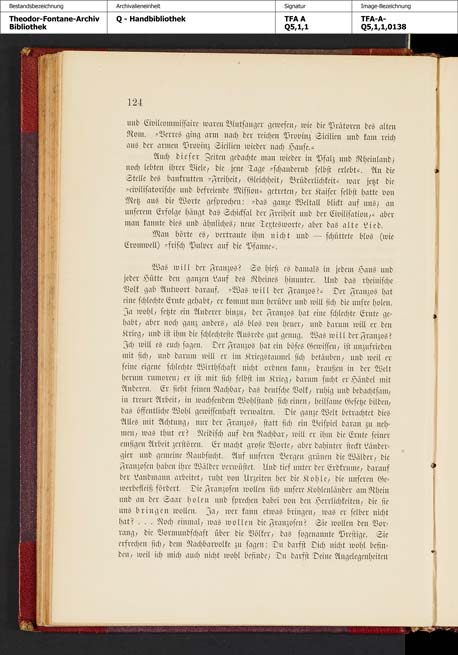 Bestandsbezeichnung
Archivalieneinheit
Signatur
Image-Bezeichnung
Theodor-Fontane-Archiv
Bibliothek
Q - Handbibliothek
TFA A
Q5,1,1
TFA-A-
Q5,1,1,0138
124
und Civilcommissaire waren Blutsauger gewesen, wie die Prätoren des alten
Rom. »Verres ging arm nach der reichen Provinz Sicilien und kam reich
aus der armen Provinz Sicilien wieder nach Hause.«
Auch dieser Zeiten gedachte man wieder in Pfalz und Rheinland;
noch lebten ihrer Viele, die jene Tage »schaudernd selbst erlebt«. An die
Stelle des bankrutten »Freiheit, Gleichheit, Brüderlichkeit« war jetzt die
»civilisatorische und befreiende Mission« getreten, der Kaiser selbst hatte von
Metz aus die Worte gesprochen: »das ganze Weltall blickt auf uns; an
unserem Erfolge hängt das Schicksal der Freiheit und der Civilisation,« aber
man kannte dies und ähnliches; neue Textesworte, aber das alte Lied.
Man hörte es, vertraute ihm nicht und — schüttete blos (wie
Cromwell) »frisch Pulver auf die Pfanne«.
Was will der Franzos? So hieß es damals in jedem Haus und
jeder Hütte den ganzen Lauf des Rheines hinunter. Und das rheinische
Volk gab Antwort darauf. »Was will der Franzos?« Der Franzos hat
eine schlechte Ernte gehabt, er kommt nun herüber und will sich die unsre holen.
Ja wohl, setzte ein Anderer hinzu, der Franzos hat eine schlechte Ernte ge-
habt, aber noch ganz anders, als blos von heuer, und darum will er den
Krieg, und ist ihm die schlechteste Ausrede gut genug. Was will der Franzos?
Ich will es euch sagen. Der Franzos hat ein böses Gewissen, ist unzufrieden
mit sich, und darum will er im Kriegstaumel sich betäuben, und weil er
seine eigene schlechte Wirthschaft nicht ordnen kann, draußen in der Welt
herum rumoren; er ist mit sich selbst im Krieg, darum sucht er Händel mit
Anderen. Er sieht seinen Nachbar, das deutsche Volk, ruhig und bedachtsam,
in treuer Arbeit, in wachsendem Wohlstand sich einen, heilsame Gesetze bilden,
das öffentliche Wohl gewissenhaft verwalten. Die ganze Welt betrachtet dies
Alles mit Achtung, nur der Franzos, statt sich ein Beispiel daran zu neh-
men, was thut er? Neidisch auf den Nachbar, will er ihm die Ernte seiner
emsigen Arbeit zerstören. Er macht große Worte, aber dahinter steckt Länder-
gier und gemeine Raubsucht. Auf unseren Bergen grünen die Wälder, die
Franzosen haben ihre Wälder verwüstet. Und tief unter der Erdkrume, darauf
der Landmann arbeitet, ruht von Urzeiten her die Kohle, die unseren Ge-
werbefleiß fördert. Die Franzosen wollen sich unsere Kohlenländer am Rhein
und an der Saar holen und sprechen dabei von den Herrlichkeiten, die sie
uns bringen wollen. Ja, wer kann etwas bringen, was er selber nicht
hat? . . . Noch einmal, was wollen die Franzosen? Sie wollen den Vor-
rang, die Vormundschaft über die Völker, das sogenannte Prestige. Sie
erfrechen sich, dem Nachbarvolke zu sagen: Du darfst Dich nicht wohl befin-
den, weil ich mich auch nicht wohl befinde; Du darfst Deine Angelegenheiten